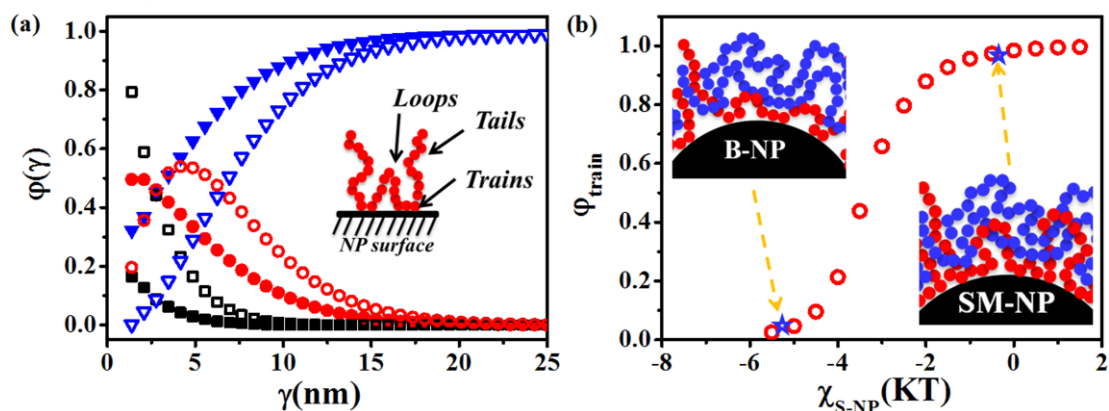 (a)
1.0
0.8
0.6
0.4
0.2
0.0
φ(γ)
Loops
Tails
Trains
NP surface
0 5 10 15 20 25
γ(nm)
(b)
1.0
0.8
0.6
0.4
0.2
0.0
φtrain
B-NP
SM-NP
-8 -6 -4 -2 0 2
χS-NP(KT)